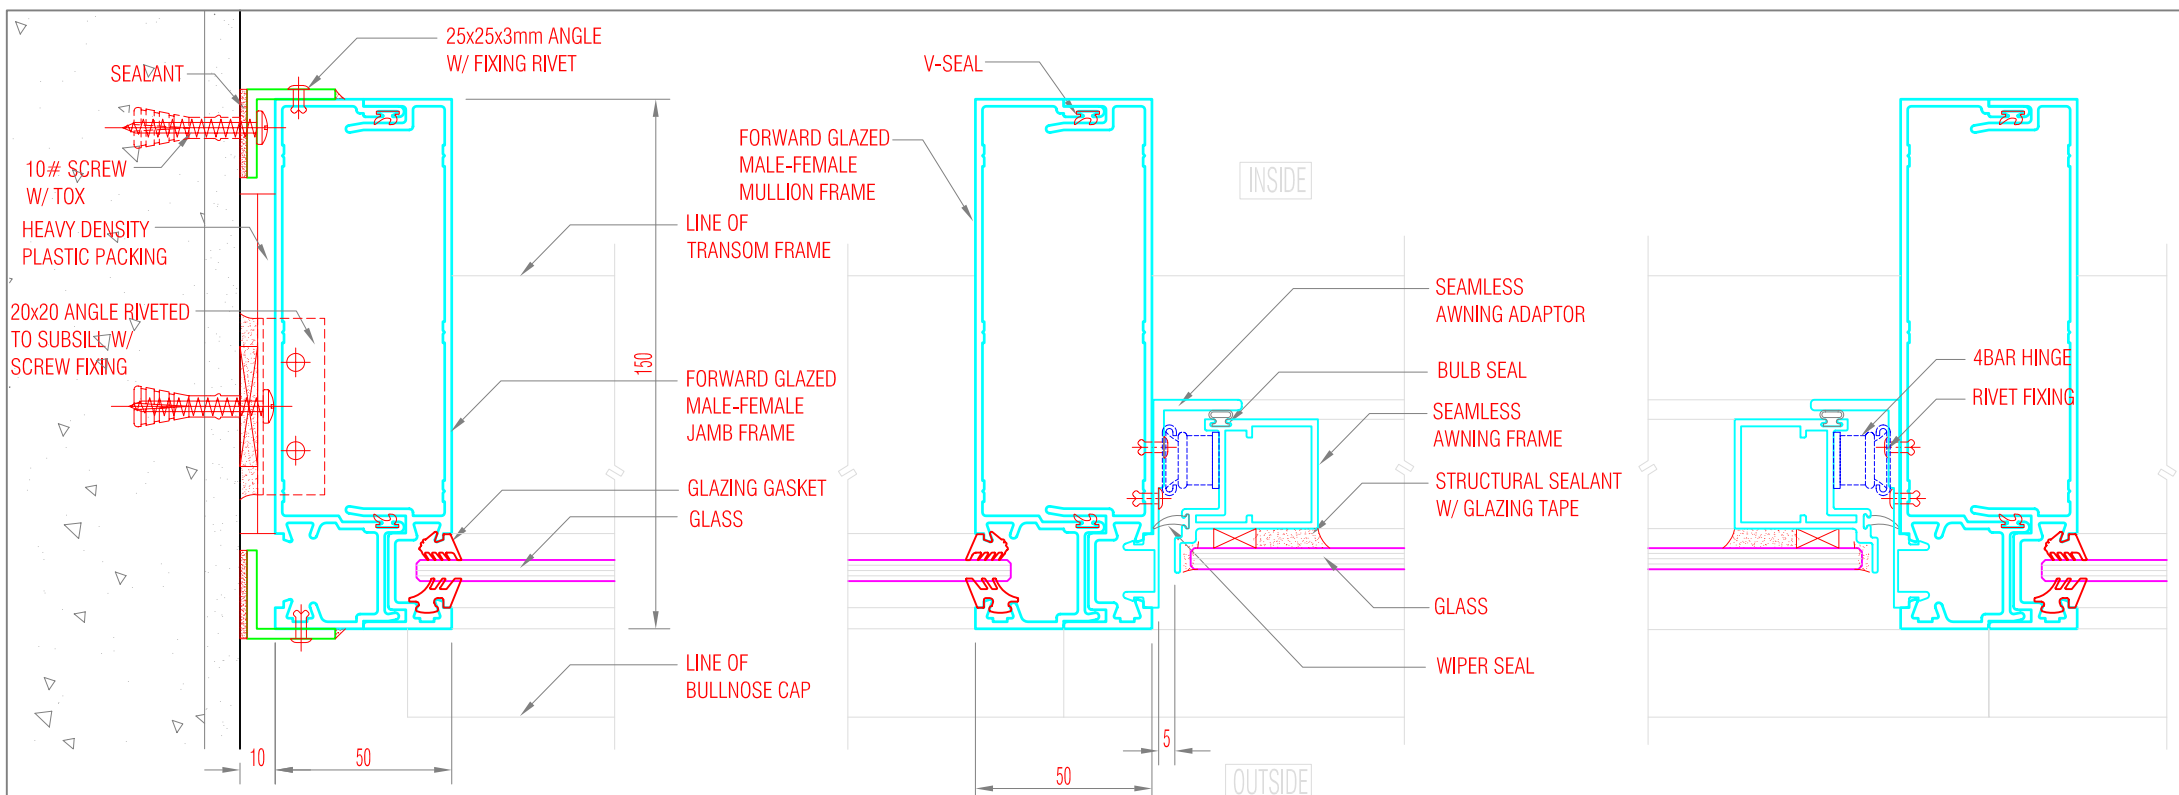 25x25x3mm ANGLE
W/ FIXING RIVET
SEALANT
10# SCREW
W/ TOX
HEAVY DENSITY
PLASTIC PACKING
20x20 ANGLE RIVETED
TO SUBSILL W/
SCREW FIXING
LINE OF
TRANSOM FRAME
150
FORWARD GLAZED
MALE-FEMALE
JAMB FRAME
GLAZING GASKET
GLASS
LINE OF
BULLNOSE CAP
10
50
V-SEAL
FORWARD GLAZED
MALE-FEMALE
MULLION FRAME
INSIDE
SEAMLESS
AWNING ADAPTOR
BULB SEAL
SEAMLESS
AWNING FRAME
STRUCTURAL SEALANT
W/ GLAZING TAPE
GLASS
WIPER SEAL
5
50
OUTSIDE
4BAR HINGE
RIVET FIXING